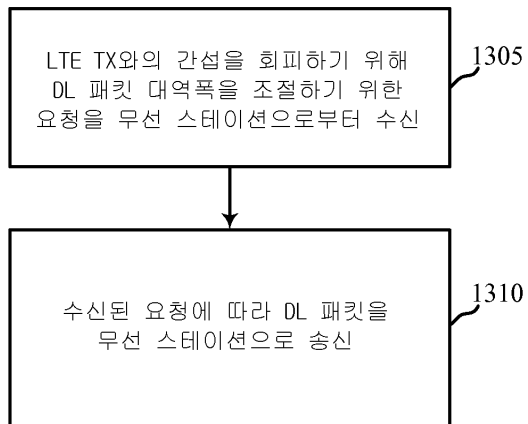 LTE TX와의 간섭을 회피하기 위해
DL 패킷 대역폭을 조절하기 위한
요청을 무선 스테이션으로부터 수신
1305
수신된 요청에 따라 DL 패킷을
무선 스테이션으로 송신
1310